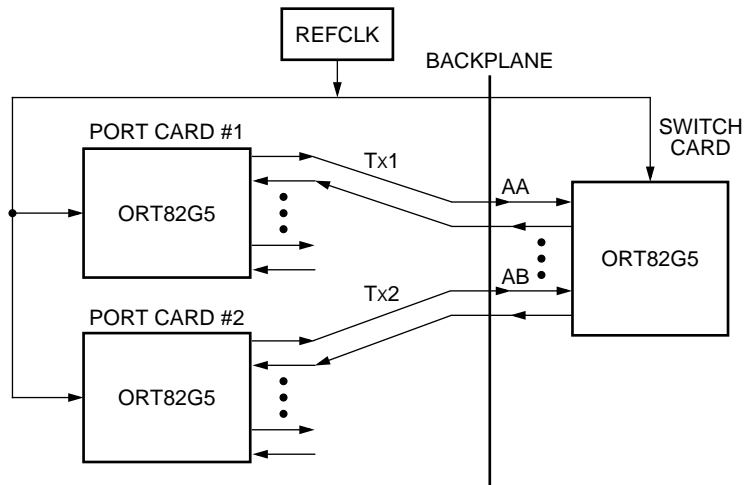 REFCLK
BACKPLANE
PORT CARD #1
SWITCH
CARD
TX1
AA
ORT82G5
ORT82G5
TX2
AB
PORT CARD #2
ORT82G5